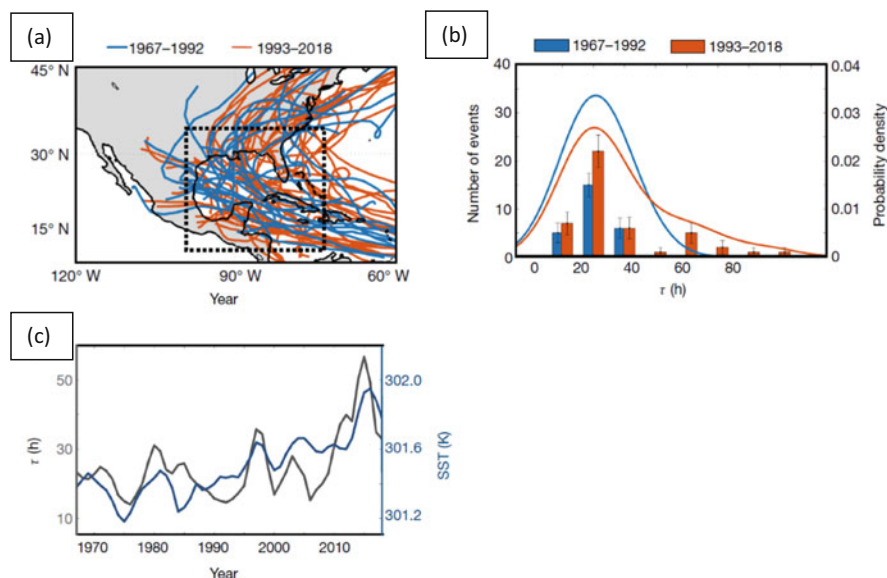 (a)
1967–1992 1993–2018
45° N
30° N
15° N
120° W 90° W 60° W
Year
(b)
1967–1992 1993–2018
Number of events
40
30
20
10
0
Probability density
0.04
0.03
0.02
0.01
0
0 20 40 60 80
τ (h)
(c)
τ (h)
50
30
10
SST (K)
302.0
301.6
301.2
1970 1980 1990 2000 2010
Year